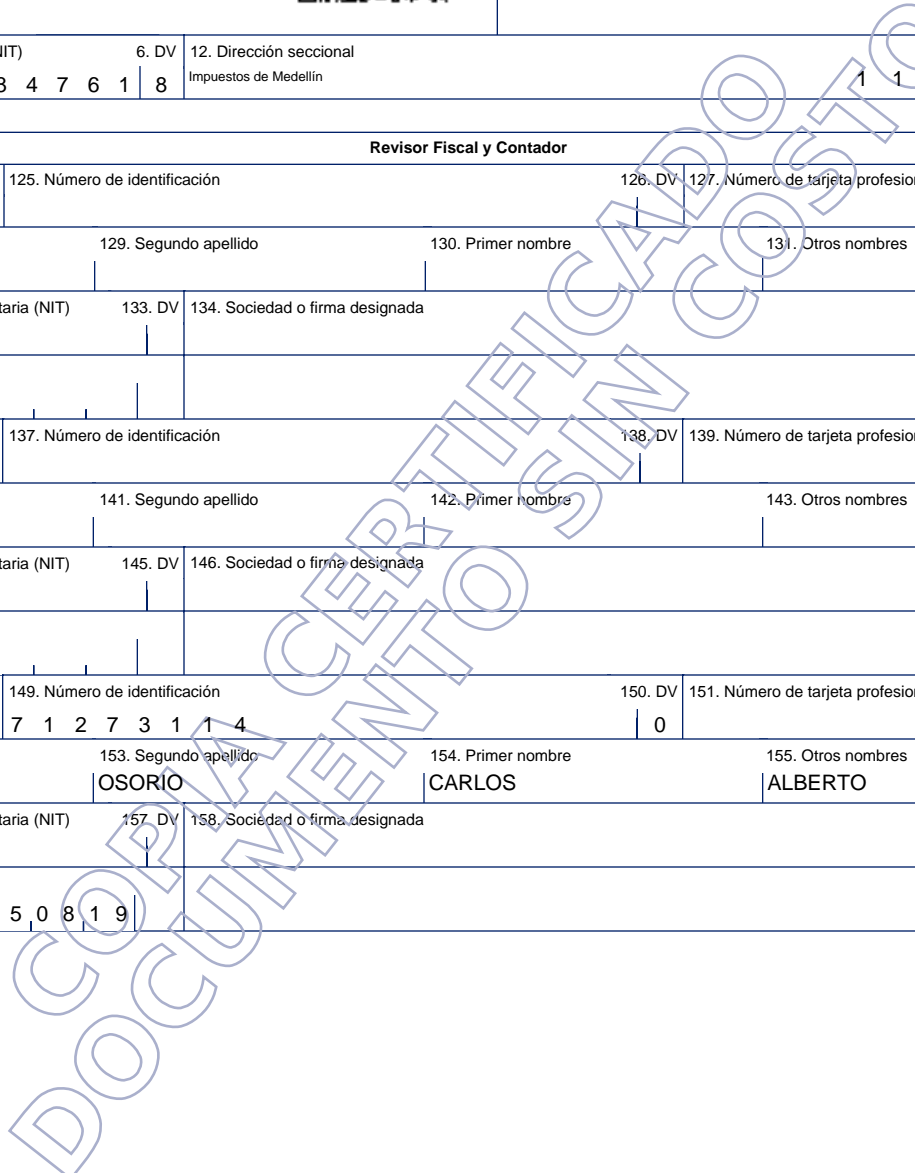 NIT) 6. DV 12. Dirección seccional
3 4 7 6 1 8 Impuestos de Medellín 1 1
Revisor Fiscal y Contador
125. Número de identificación 126. DV 127. Número de tarjeta profesion
129. Segundo apellido 130. Primer nombre 131. Otros nombres
taria (NIT) 133. DV 134. Sociedad o firma designada
137. Número de identificación 138. DV 139. Número de tarjeta profesion
141. Segundo apellido 142. Primer nombre 143. Otros nombres
taria (NIT) 145. DV 146. Sociedad o firma designada
149. Número de identificación 150. DV 151. Número de tarjeta profesion
7 1 2 7 3 1 1 4 0
153. Segundo apellido 154. Primer nombre 155. Otros nombres
OSORIO CARLOS ALBERTO
taria (NIT) 157. DV 158. Sociedad o firma designada
5 0 8 1 9
COPIA CERTIFICADO
DOCUMENTO SIN COSTO